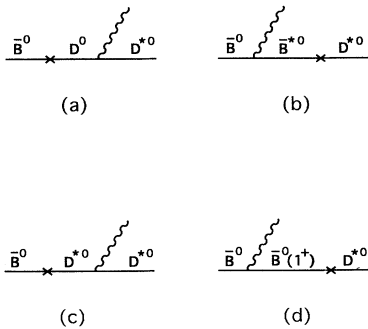 B̄⁰ D⁰ D*⁰
B̄⁰ B̄*⁰ D*⁰
(a) (b)
B̄⁰ D*⁰ D*⁰
B̄⁰ B̄⁰(1⁺) D*⁰
(c) (d)